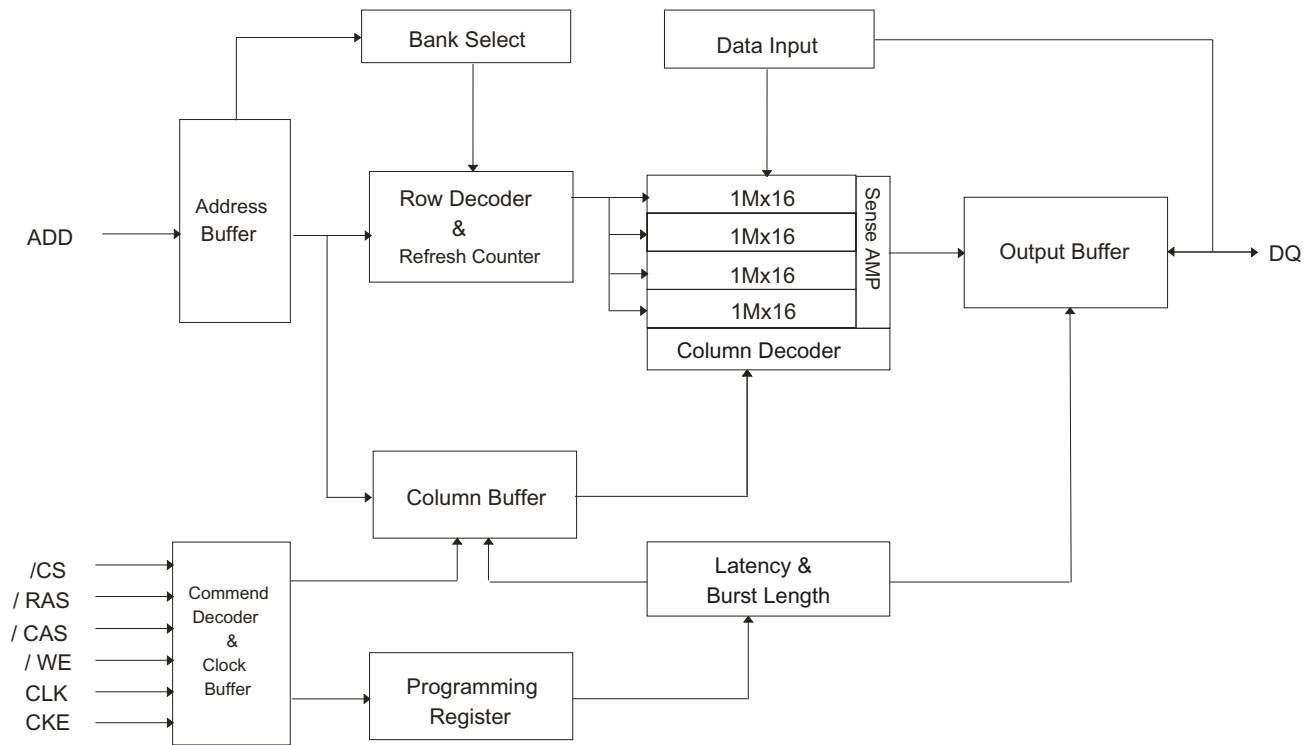 Bank Select
Data Input
ADD
Address
Buffer
Row Decoder
&
Refresh Counter
1Mx16
1Mx16
1Mx16
1Mx16
Sense AMP
Column Decoder
Output Buffer
DQ
Column Buffer
/CS
/ RAS
/ CAS
/ WE
CLK
CKE
Commend
Decoder
&
Clock
Buffer
Latency &
Burst Length
Programming
Register